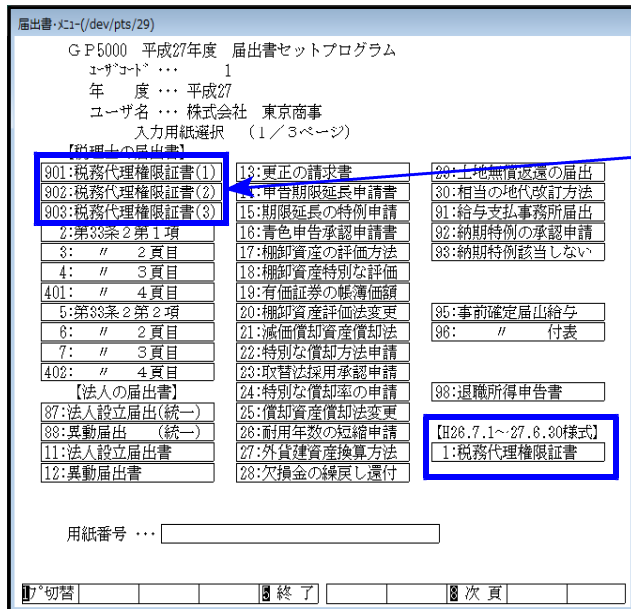 届出書・ﾒﾆｭｰ(/dev/pts/29)
GP5000 平成27年度 届出書セットプログラム
ﾕｰｻﾞｺｰﾄﾞ ・・・ 1
年 度 ・・・ 平成27
ユーザ名 ・・・ 株式会社 東京商事
入力用紙選択 (1/3ページ)
【税理士の届出書】
901:税務代理権限証書(1)
902:税務代理権限証書(2)
903:税務代理権限証書(3)
2:第33条2第1項
3: 〃 2頁目
4: 〃 3頁目
401: 〃 4頁目
5:第33条2第2項
6: 〃 2頁目
7: 〃 3頁目
402: 〃 4頁目
【法人の届出書】
87:法人設立届出(統一)
88:異動届出 (統一)
11:法人設立届出書
12:異動届出書
13:更正の請求書
14:申告期限延長申請書
15:期限延長の特例申請
16:青色申告承認申請書
17:棚卸資産の評価方法
18:棚卸資産特別な評価
19:有価証券の帳簿価額
20:棚卸資産評価法変更
21:減価償却資産償却法
22:特別な償却方法申請
23:取替法採用承認申請
24:特別な償却率の申請
25:償却資産償却法変更
26:耐用年数の短縮申請
27:外貨建資産換算方法
28:欠損金の繰戻し還付
29:土地無償返還の届出
30:相当の地代改訂方法
91:給与支払事務所届出
92:納期特例の承認申請
93:納期特例該当しない
95:事前確定届出給与
96: 〃 付表
98:退職所得申告書
【H26.7.1～27.6.30様式】
1:税務代理権限証書
用紙番号 ・・・
1ﾌﾟ切替 5終 了 8次 頁